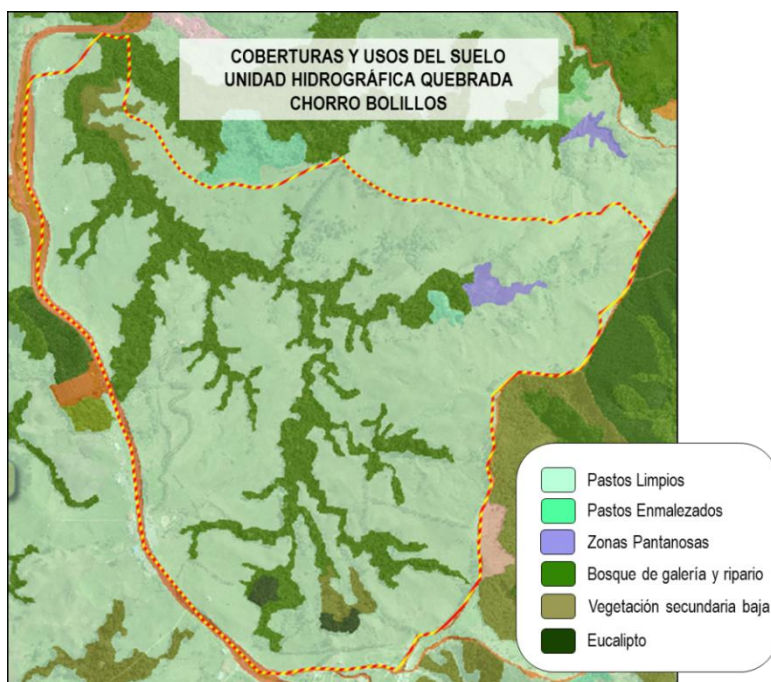 COBERTURAS Y USOS DEL SUELO
UNIDAD HIDROGRÁFICA QUEBRADA
CHORRO BOLILLOS
Pastos Limpios
Pastos Enmalezados
Zonas Pantanosas
Bosque de galería y ripario
Vegetación secundaria baja
Eucalipto